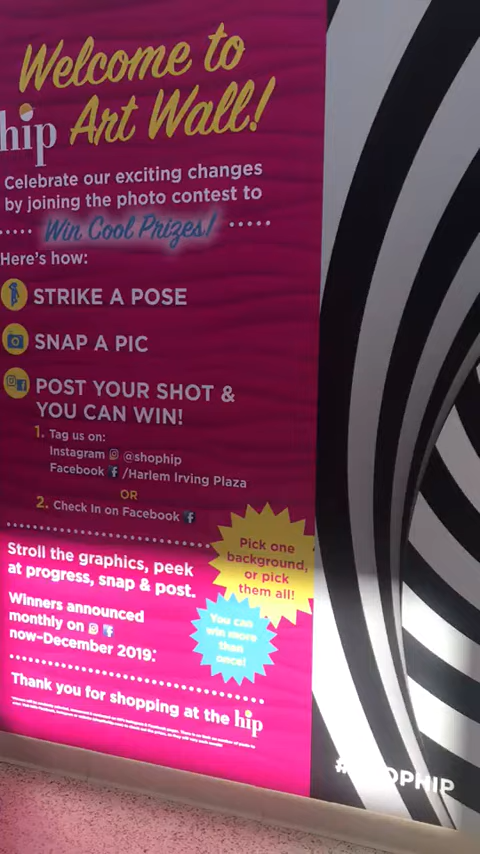 Welcome to
hip Art Wall!
Celebrate our exciting changes
by joining the photo contest to
Win Cool Prizes!
Here's how:
STRIKE A POSE
SNAP A PIC
POST YOUR SHOT &
YOU CAN WIN!
1. Tag us on:
Instagram @shophip
Facebook /Harlem Irving Plaza
OR
2. Check In on Facebook
Pick one
background,
or pick
them all!
Stroll the graphics, peek
at progress, snap & post.
You can
win more
than
once!
Winners announced
monthly on
now-December 2019.
Thank you for shopping at the hip
#SHOPHIP